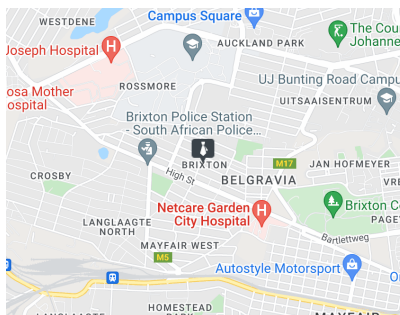 WESTDENE
Campus Square
AUCKLAND PARK
The Cou
Johanne
Joseph Hospital
osa Mother
ospital
ROSSMORE
UJ Bunting Road Campu
UITSAAISENTRUM
Brixton Police Station
- South African Police…
BRIXTON
M17
JAN HOFMEYER
CROSBY
High St
BELGRAVIA
VRE
Netcare Garden
City Hospital
Brixton Ce
PAGE
LANGLAAGTE
NORTH
Bartlettweg
MAYFAIR WEST
M5
Autostyle Motorsport
HOMESTEAD
MAYFAIR